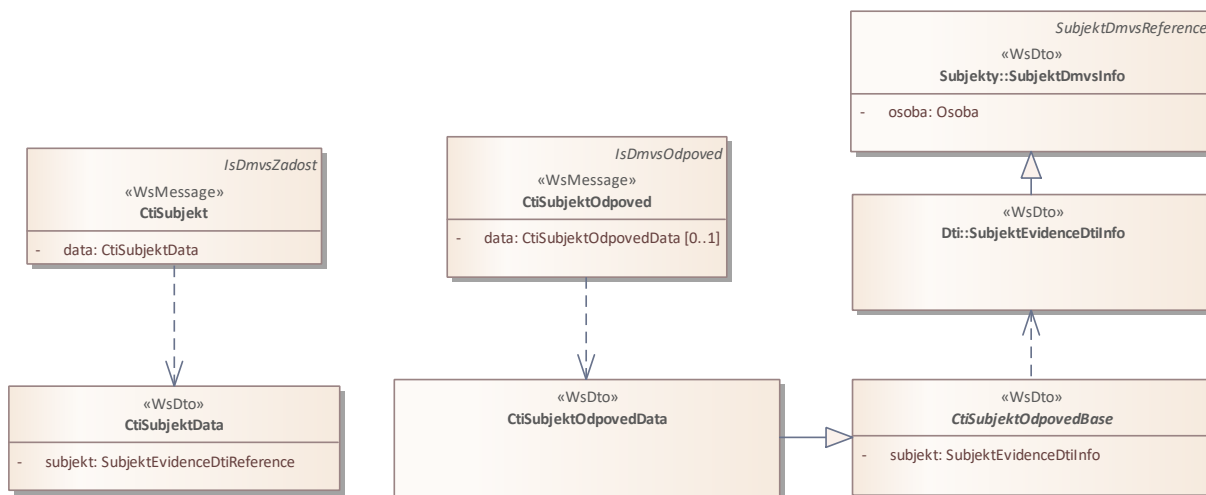 SubjektDmvsReference
«WsDto»
Subjekty::SubjektDmvsInfo
- osoba: Osoba
IsDmvsZadost
«WsMessage»
CtiSubjekt
- data: CtiSubjektData
IsDmvsOdpoved
«WsMessage»
CtiSubjektOdpoved
- data: CtiSubjektOdpovedData [0..1]
«WsDto»
Dti::SubjektEvidenceDtiInfo
«WsDto»
CtiSubjektData
- subjekt: SubjektEvidenceDtiReference
«WsDto»
CtiSubjektOdpovedData
«WsDto»
CtiSubjektOdpovedBase
- subjekt: SubjektEvidenceDtiInfo